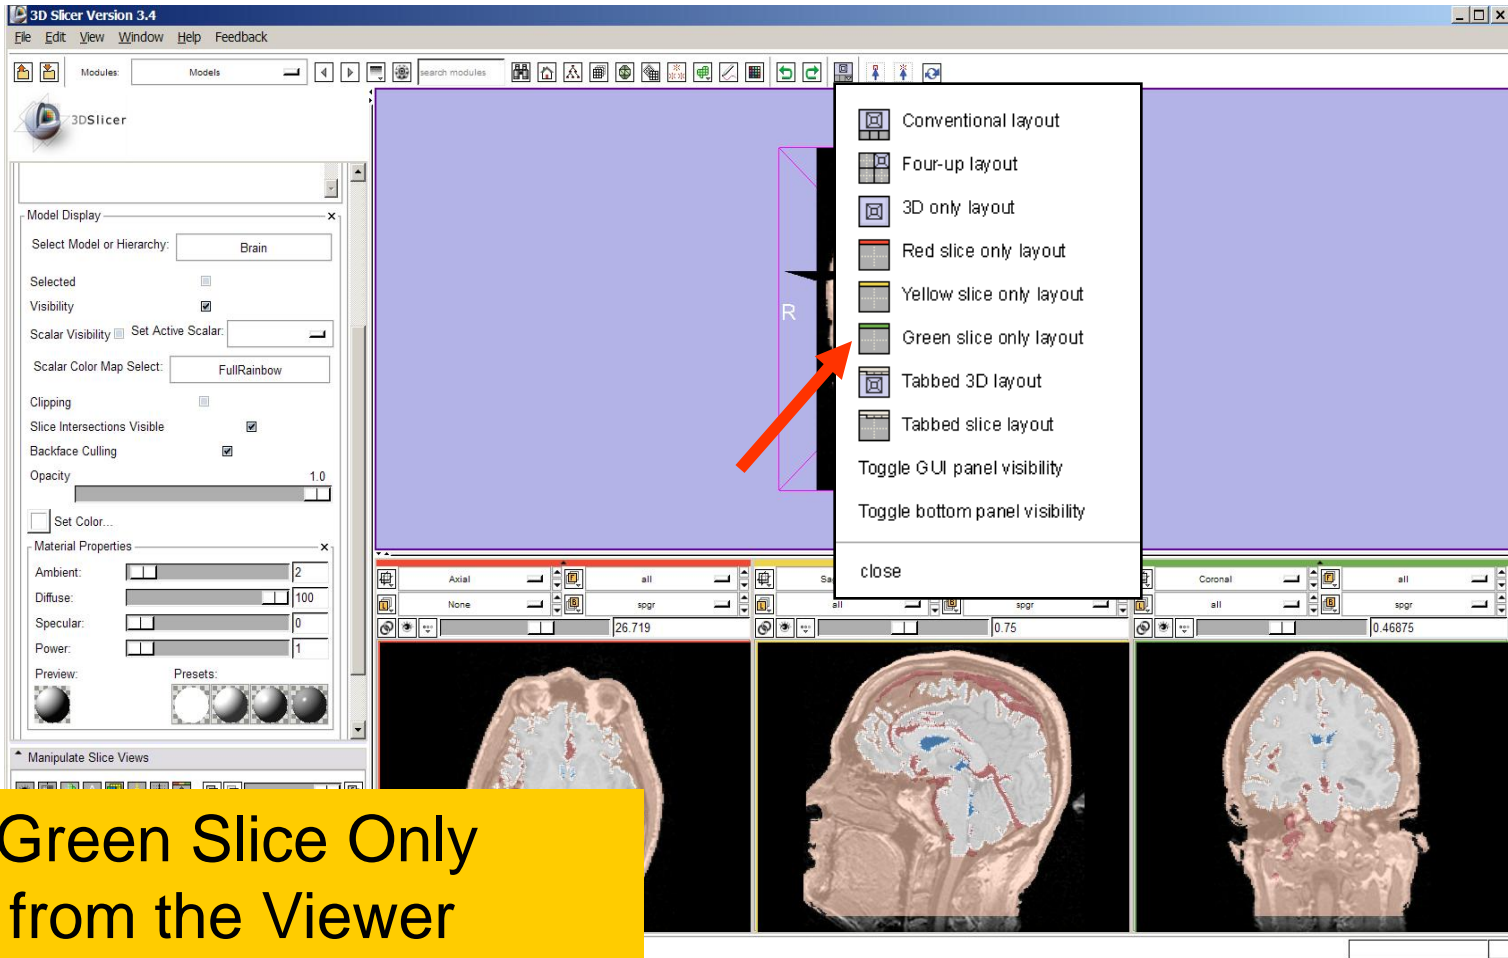 3D Slicer Version 3.4
File Edit View Window Help Feedback
Modules: Models search modules
3DSlicer
Conventional layout
Four-up layout
3D only layout
Red slice only layout
Yellow slice only layout
Green slice only layout
Tabbed 3D layout
Tabbed slice layout
Toggle GUI panel visibility
Toggle bottom panel visibility
close
R
Model Display
Select Model or Hierarchy: Brain
Selected
Visibility
Scalar Visibility Set Active Scalar:
Scalar Color Map Select: FullRainbow
Clipping
Slice Intersections Visible
Backface Culling
Opacity 1.0
Set Color...
Material Properties
Ambient: 2
Diffuse: 100
Specular: 0
Power: 1
Preview: Presets:
Manipulate Slice Views
Axial all
None spgr
26.719
Sa
all spgr
0.75
Coronal all
all spgr
0.46875
Green Slice Only
from the Viewer